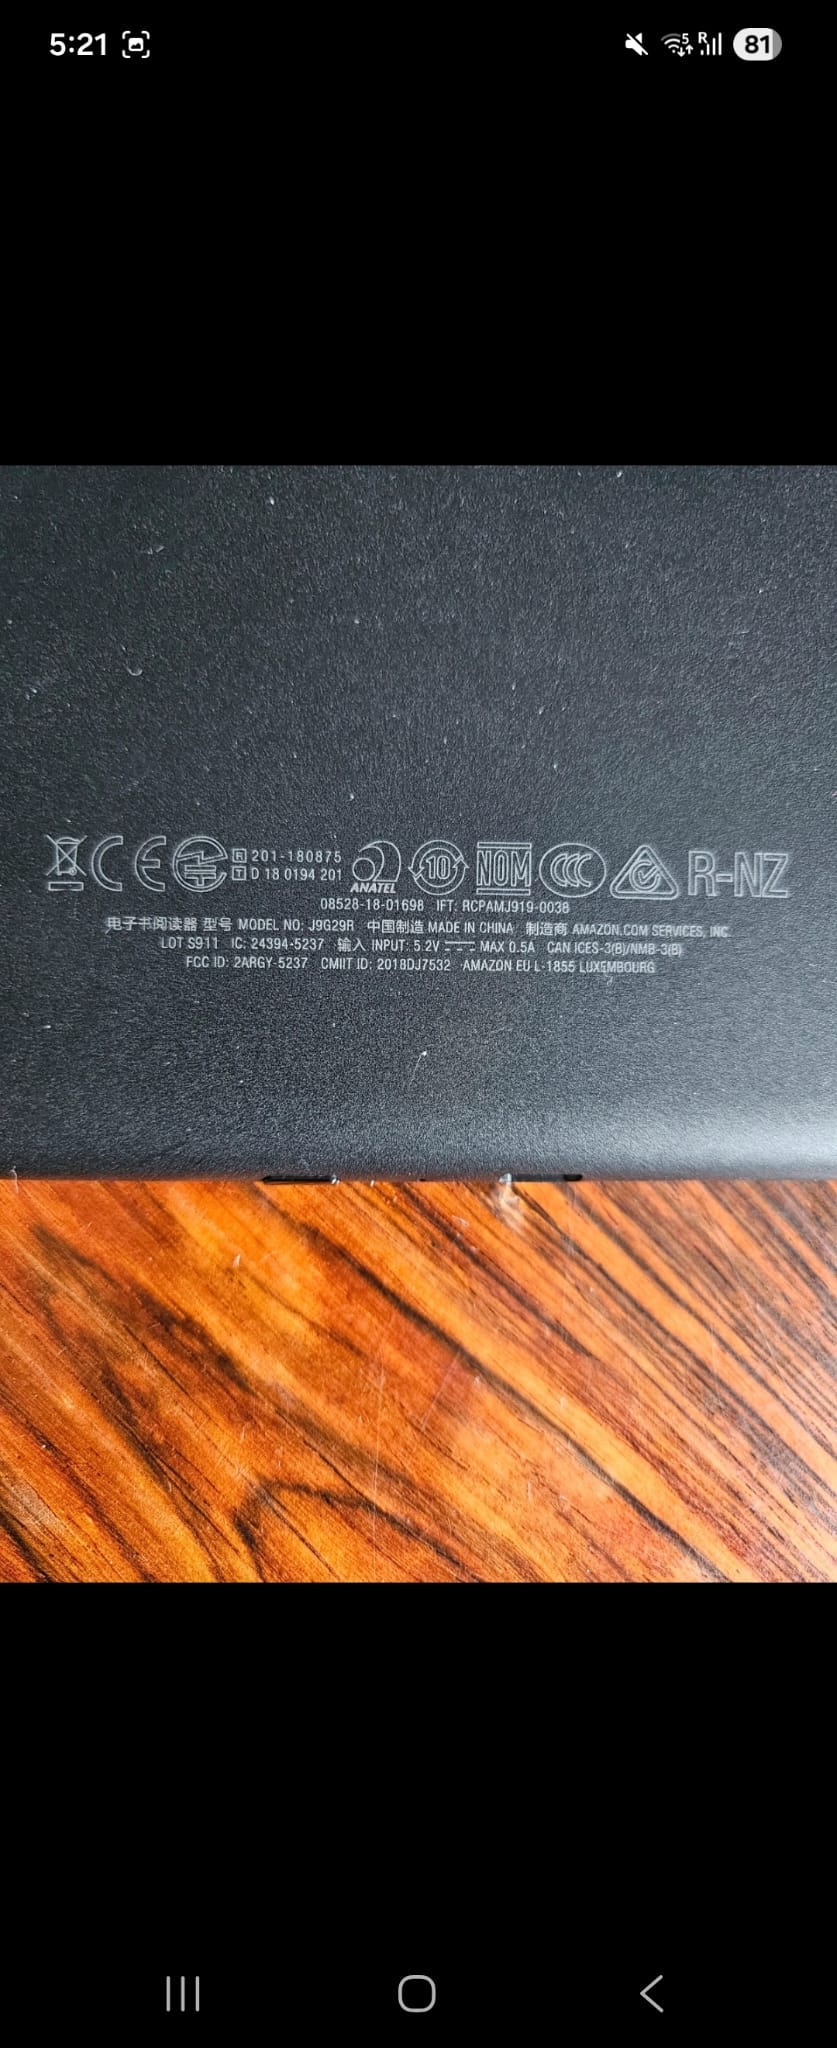 5:21
5 R 81
R 201-180875
T D 18 0194 201
ANATEL 10 NOM CCC R-NZ
08528-18-01698 IFT: RCPAMJ919-0038
电子书阅读器 型号 MODEL NO: J9G29R 中国制造 MADE IN CHINA 制造商 AMAZON.COM SERVICES, INC
LOT S911 IC: 24394-5237 输入 INPUT: 5.2V MAX 0.5A CAN ICES-3(B)/NMB-3(B)
FCC ID: 2ARGY-5237 CMIIT ID: 2018DJ7532 AMAZON EU L-1855 LUXEMBOURG